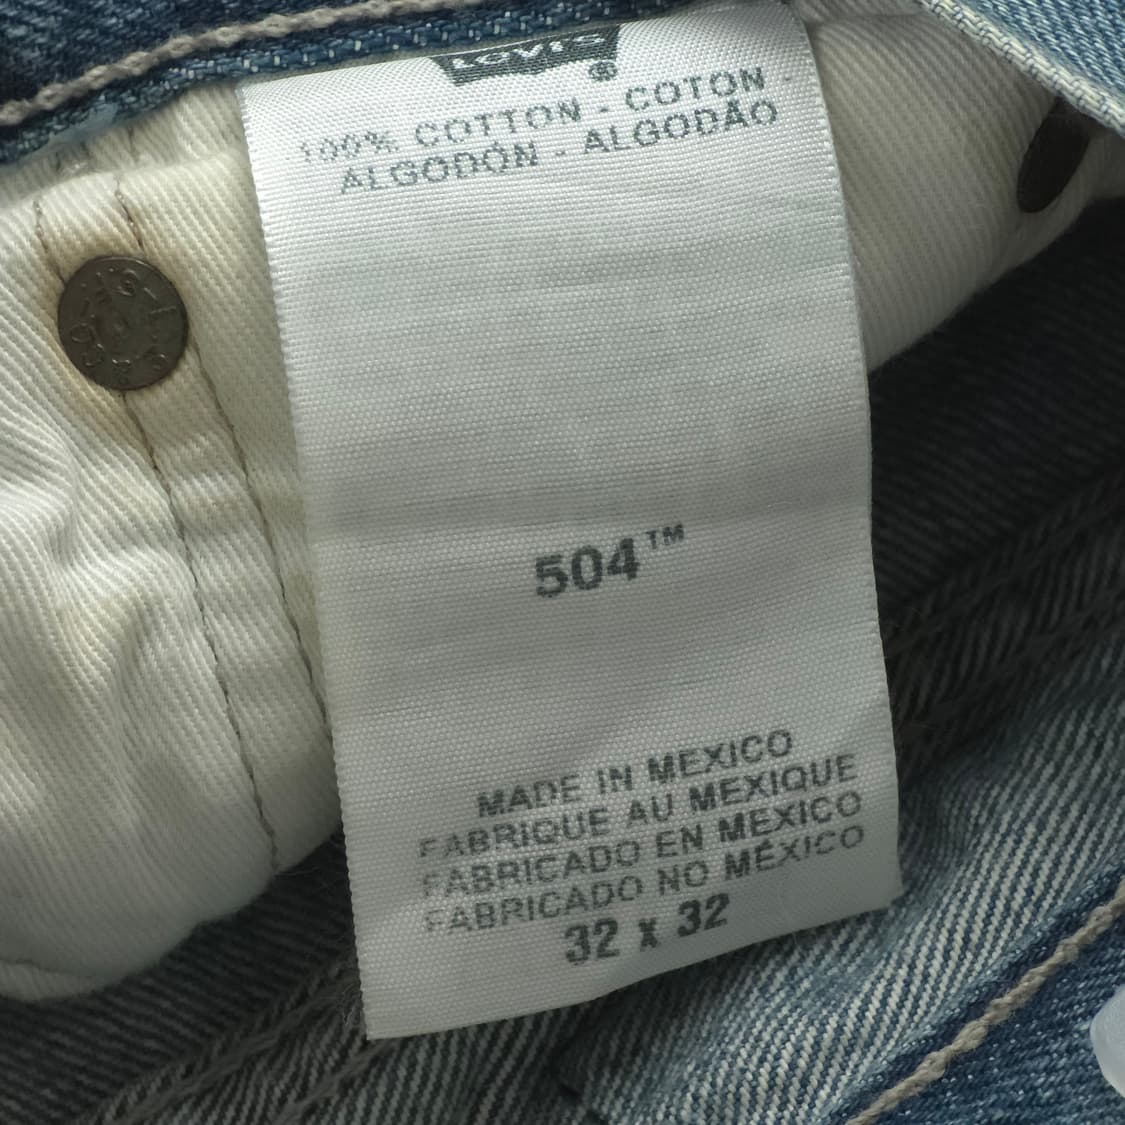 LEVI'S
®
100% COTTON - COTON -
ALGODÓN - ALGODÃO
504™
MADE IN MEXICO
FABRIQUE AU MEXIQUE
FABRICADO EN MEXICO
FABRICADO NO MÉXICO
32 x 32